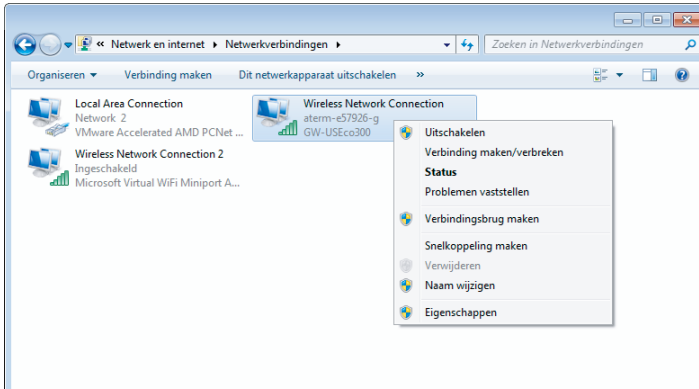 « Netwerk en internet ▸ Netwerkverbindingen ▸
Zoeken in Netwerkverbindingen
Organiseren ▾ Verbinding maken Dit netwerkapparaat uitschakelen »
Local Area Connection
Network 2
VMware Accelerated AMD PCNet ...
Wireless Network Connection
aterm-e57926-g
GW-USEco300
Wireless Network Connection 2
Ingeschakeld
Microsoft Virtual WiFi Miniport A...
Uitschakelen
Verbinding maken/verbreken
Status
Problemen vaststellen
Verbindingsbrug maken
Snelkoppeling maken
Verwijderen
Naam wijzigen
Eigenschappen